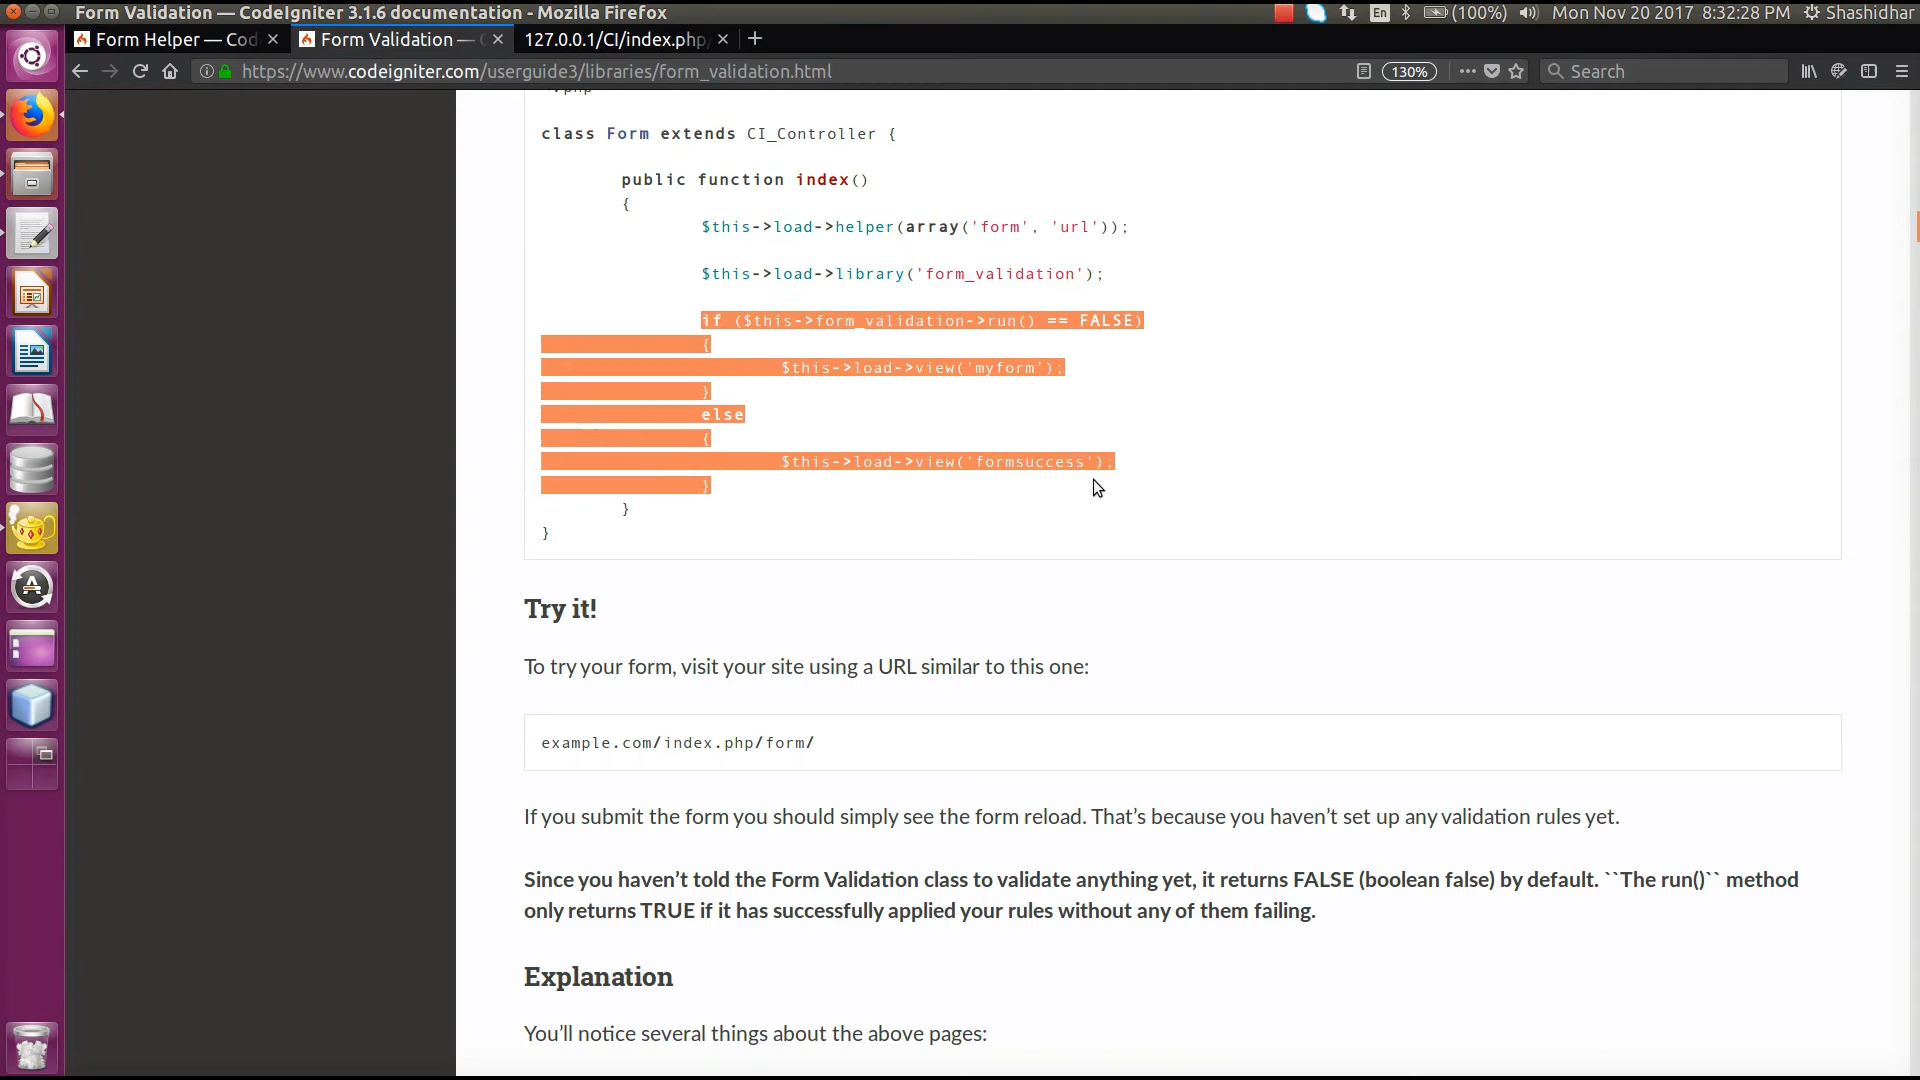 Form Validation — CodeIgniter 3.1.6 documentation - Mozilla Firefox
En (100%) Mon Nov 20 2017 8:32:28 PM Shashidhar
Form Helper — Cod
Form Validation —
127.0.0.1/CI/index.php/
https://www.codeigniter.com/userguide3/libraries/form_validation.html
130%
Search
class Form extends CI_Controller {
public function index()
{
$this->load->helper(array('form', 'url'));
$this->load->library('form_validation');
if ($this->form_validation->run() == FALSE)
{
$this->load->view('myform');
}
else
{
$this->load->view('formsuccess');
}
}
}
Try it!
To try your form, visit your site using a URL similar to this one:
example.com/index.php/form/
If you submit the form you should simply see the form reload. That’s because you haven’t set up any validation rules yet.
Since you haven’t told the Form Validation class to validate anything yet, it returns FALSE (boolean false) by default. ``The run()`` method
only returns TRUE if it has successfully applied your rules without any of them failing.
Explanation
You’ll notice several things about the above pages: